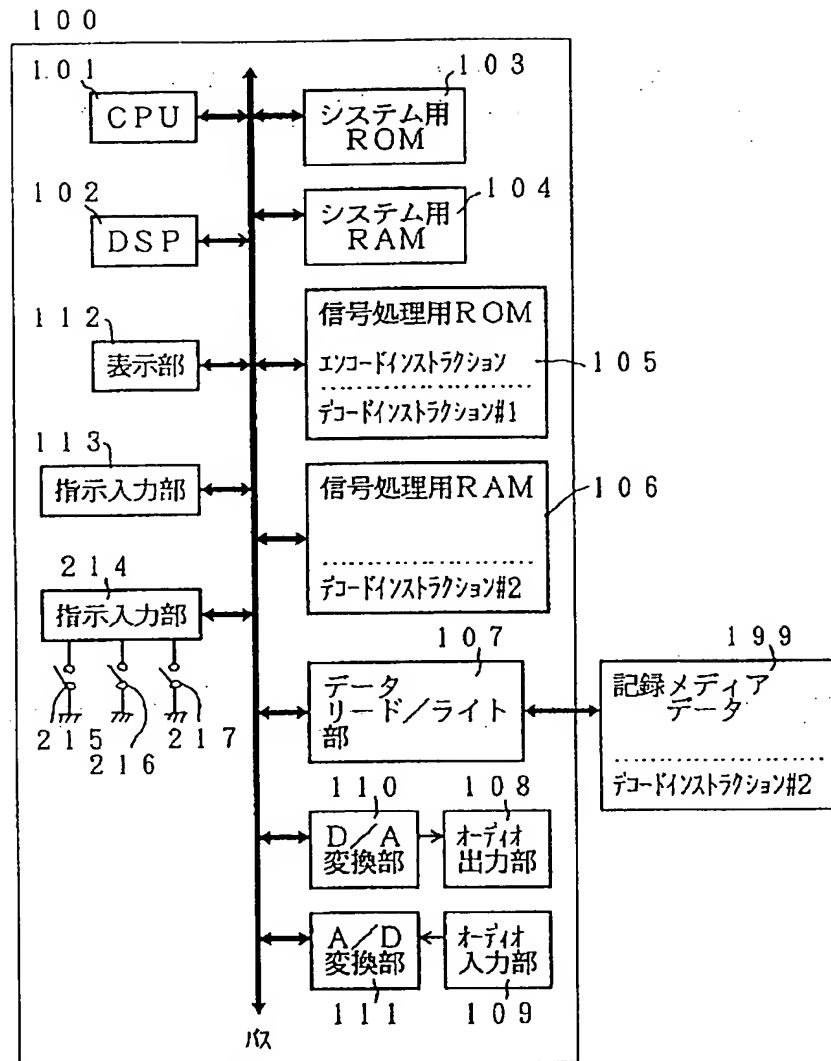 100
101
CPU
103
システム用
ROM
102
DSP
104
システム用
RAM
112
表示部
信号処理用ROM
エンコードインストラクション
デコードインストラクション#1
105
113
指示入力部
信号処理用RAM
デコードインストラクション#2
106
214
指示入力部
215
216
217
107
データ
リード/ライト
部
199
記録メディア
データ
デコードインストラクション#2
110
D/A
変換部
108
オーディオ
出力部
A/D
変換部
111
オーディオ
入力部
109
バス